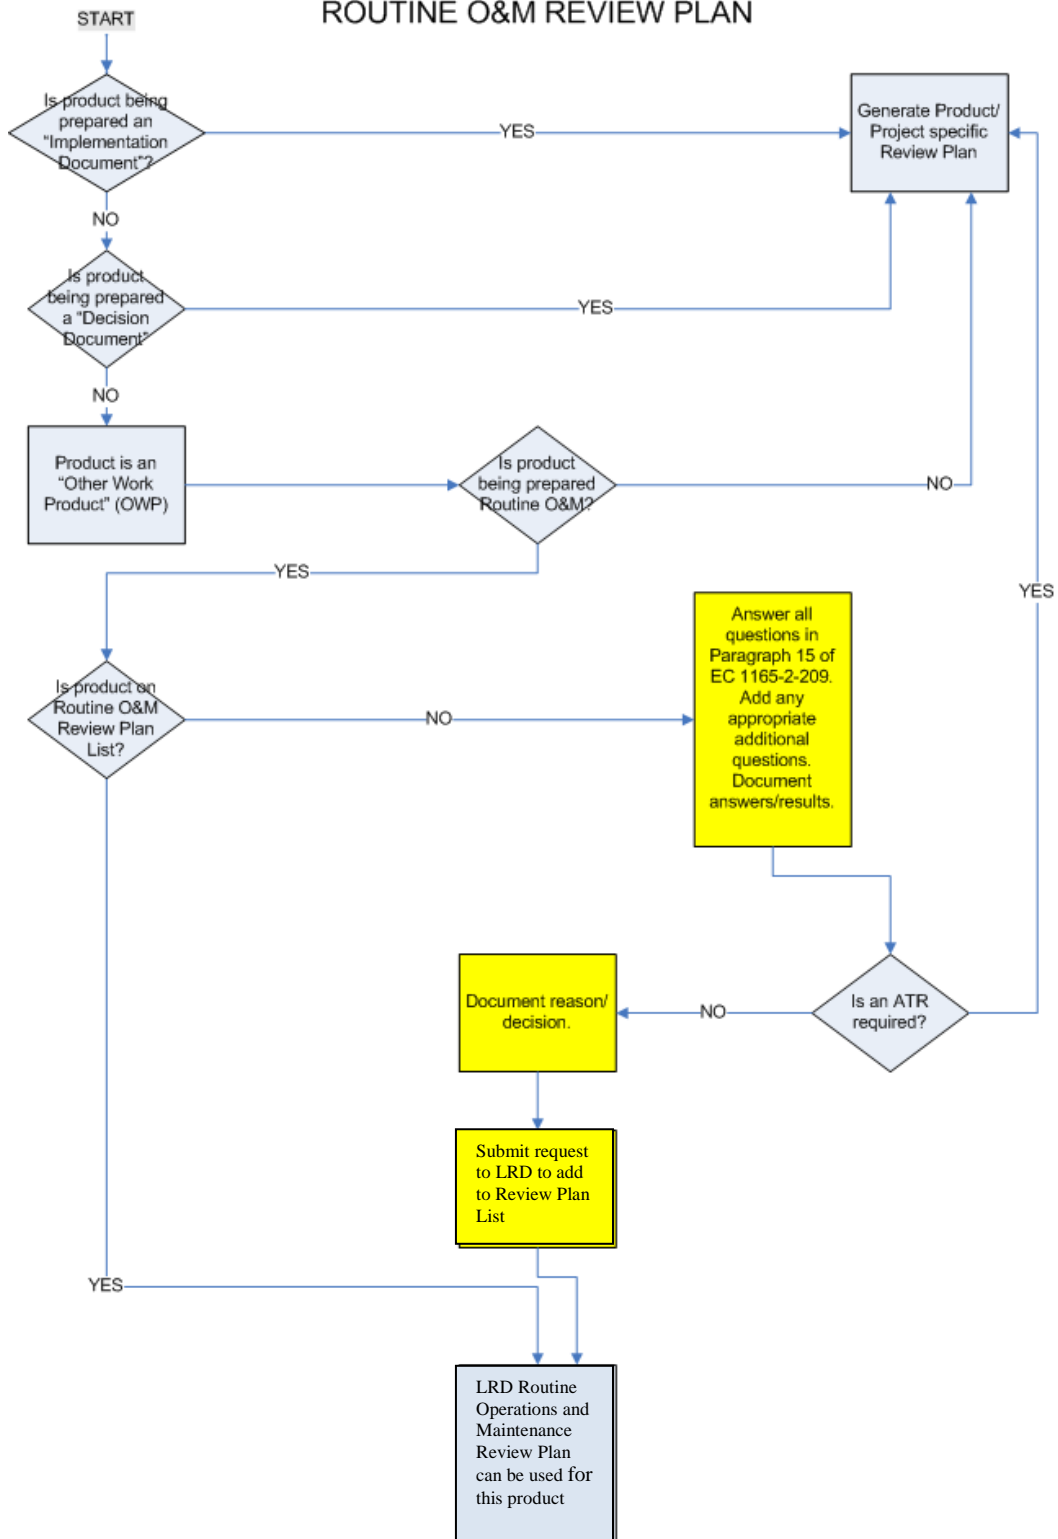 ROUTINE O&M REVIEW PLAN
START
Is product being
prepared an
“Implementation
Document”?
YES
Generate Product/
Project specific
Review Plan
NO
Is product
being prepared
a “Decision
Document”
YES
NO
Product is an
“Other Work
Product” (OWP)
Is product
being prepared
Routine O&M?
NO
YES
YES
Is product on
Routine O&M
Review Plan
List?
NO
Answer all
questions in
Paragraph 15 of
EC 1165-2-209.
Add any
appropriate
additional
questions.
Document
answers/results.
Is an ATR
required?
NO
Document reason/
decision.
Submit request
to LRD to add
to Review Plan
List
YES
LRD Routine
Operations and
Maintenance
Review Plan
can be used for
this product